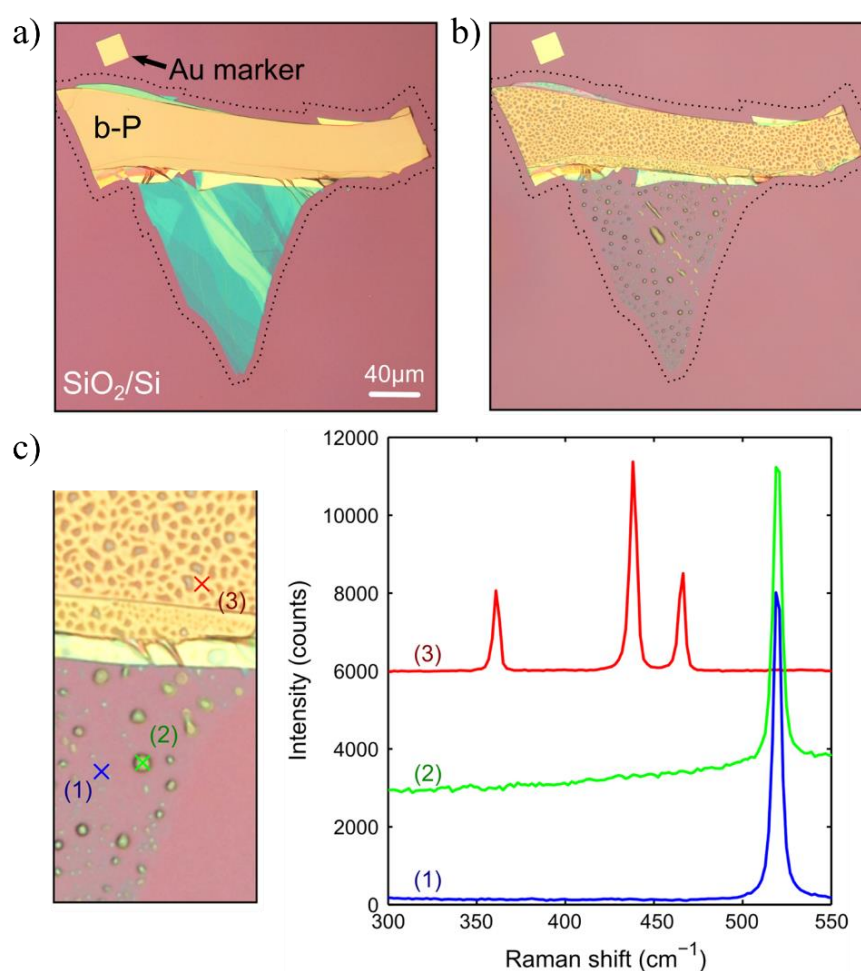 a)
Au marker
b-P
SiO₂/Si
40μm
b)
c)
(3)
(2)
(1)
12000
10000
8000
6000
4000
2000
0
Intensity (counts)
(3)
(2)
(1)
300 350 400 450 500 550
Raman shift (cm⁻¹)